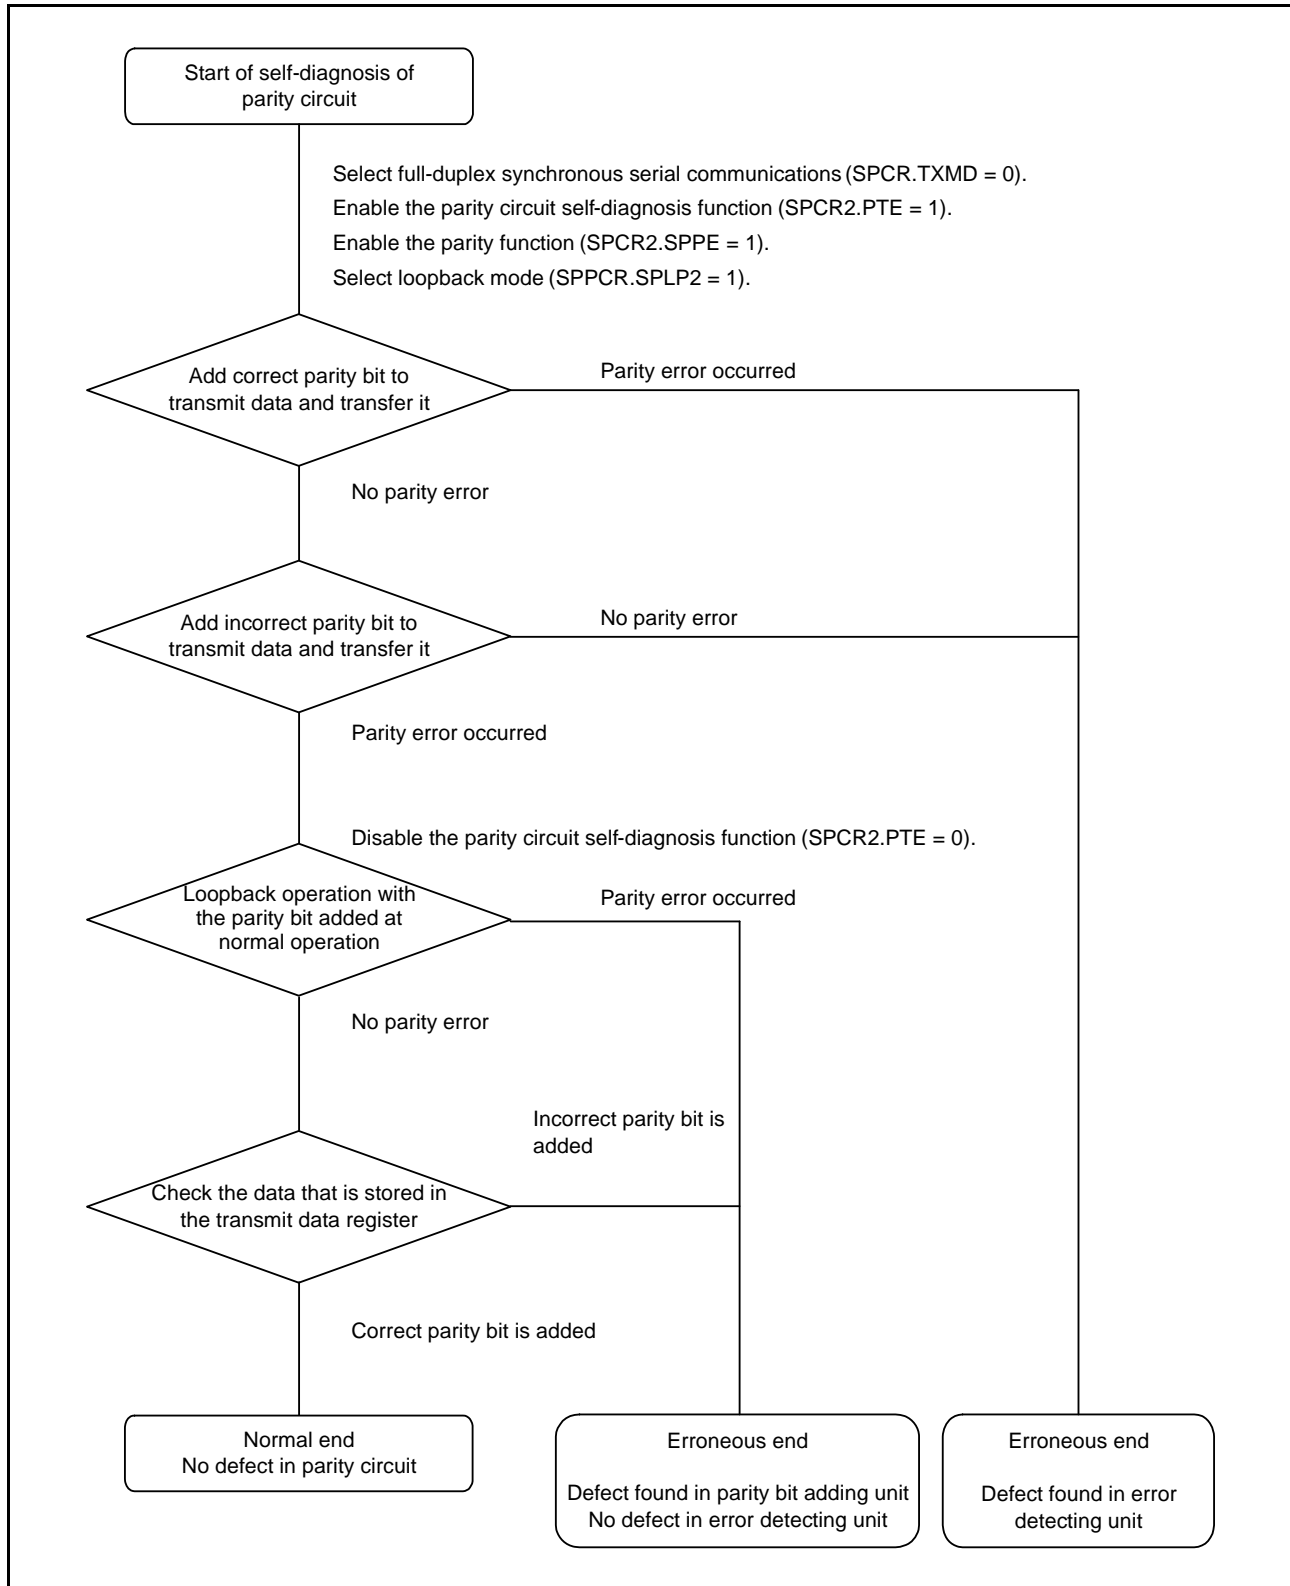 Start of self-diagnosis of
parity circuit
Select full-duplex synchronous serial communications (SPCR.TXMD = 0).
Enable the parity circuit self-diagnosis function (SPCR2.PTE = 1).
Enable the parity function (SPCR2.SPPE = 1).
Select loopback mode (SPPCR.SPLP2 = 1).
Add correct parity bit to
transmit data and transfer it
Parity error occurred
No parity error
Add incorrect parity bit to
transmit data and transfer it
No parity error
Parity error occurred
Disable the parity circuit self-diagnosis function (SPCR2.PTE = 0).
Loopback operation with
the parity bit added at
normal operation
Parity error occurred
No parity error
Incorrect parity bit is
added
Check the data that is stored in
the transmit data register
Correct parity bit is added
Normal end
No defect in parity circuit
Erroneous end
Defect found in parity bit adding unit
No defect in error detecting unit
Erroneous end
Defect found in error
detecting unit